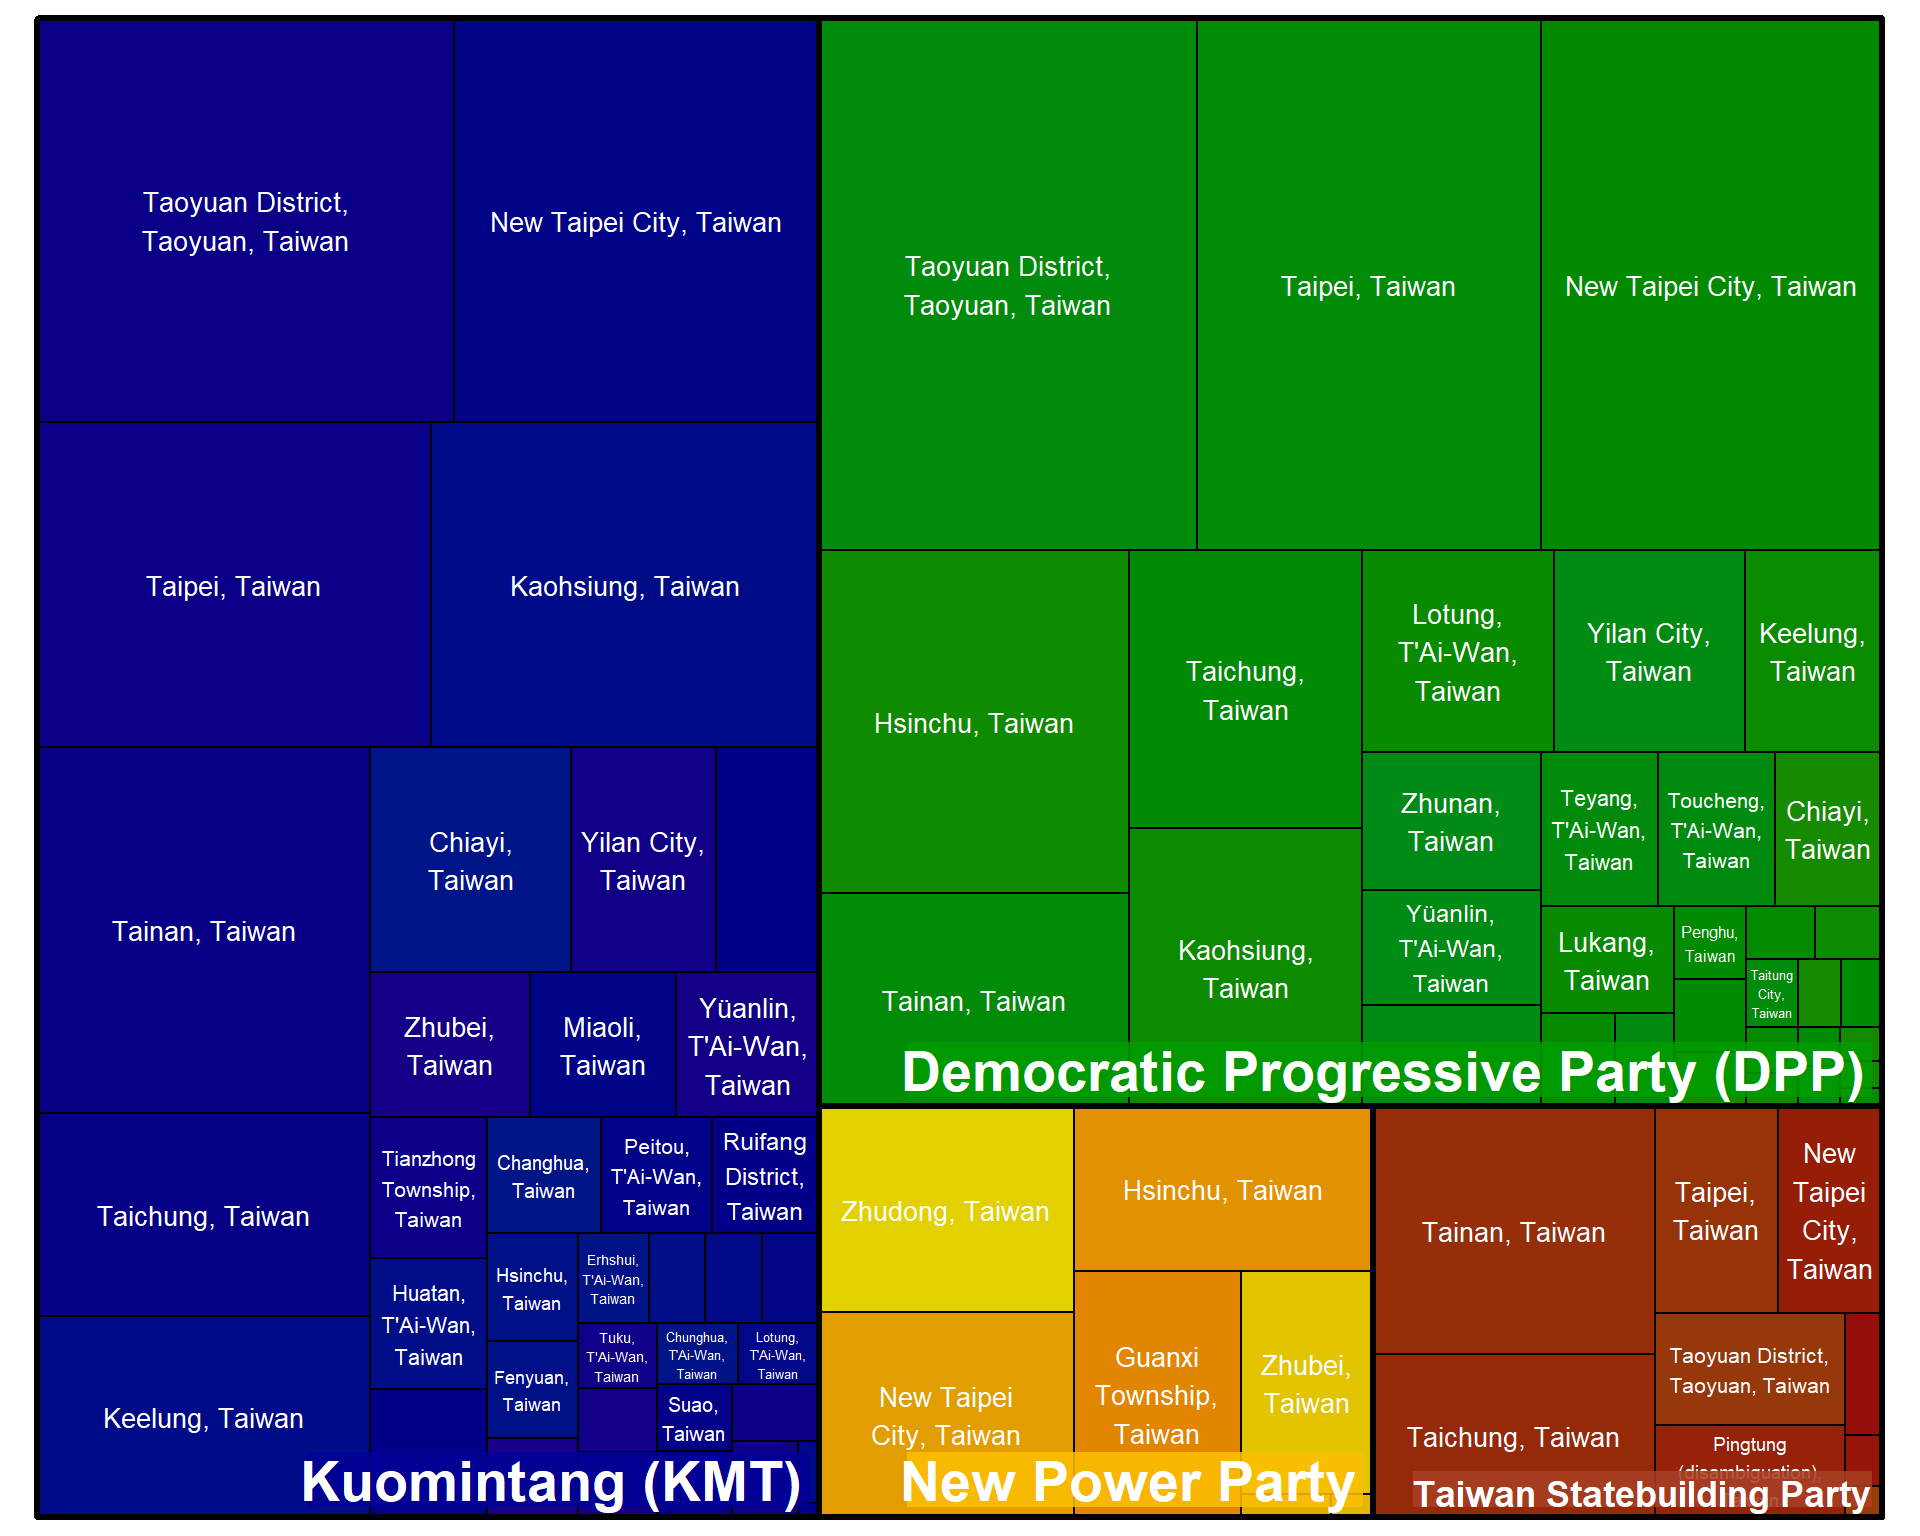 Taoyuan District,
Taoyuan, Taiwan
New Taipei City, Taiwan
Taipei, Taiwan
Kaohsiung, Taiwan
Tainan, Taiwan
Chiayi,
Taiwan
Yilan City,
Taiwan
Zhubei,
Taiwan
Miaoli,
Taiwan
Yüanlin,
T'Ai-Wan,
Taiwan
Taichung, Taiwan
Keelung, Taiwan
Tianzhong
Township,
Taiwan
Changhua,
Taiwan
Peitou,
T'Ai-Wan,
Taiwan
Ruifang
District,
Taiwan
Huatan,
T'Ai-Wan,
Taiwan
Hsinchu,
Taiwan
Erhshui,
T'Ai-Wan,
Taiwan
Fenyuan,
Taiwan
Tuku,
T'Ai-Wan,
Taiwan
Chunghua,
T'Ai-Wan,
Taiwan
Lotung,
T'Ai-Wan,
Taiwan
Suao,
Taiwan
Kuomintang (KMT)
Taoyuan District,
Taoyuan, Taiwan
Taipei, Taiwan
New Taipei City, Taiwan
Hsinchu, Taiwan
Taichung,
Taiwan
Lotung,
T'Ai-Wan,
Taiwan
Yilan City,
Taiwan
Keelung,
Taiwan
Tainan, Taiwan
Kaohsiung,
Taiwan
Zhunan,
Taiwan
Teyang,
T'Ai-Wan,
Taiwan
Toucheng,
T'Ai-Wan,
Taiwan
Chiayi,
Taiwan
Yüanlin,
T'Ai-Wan,
Taiwan
Lukang,
Taiwan
Penghu,
Taiwan
Taitung
City,
Taiwan
Democratic Progressive Party (DPP)
Zhudong, Taiwan
Hsinchu, Taiwan
New Taipei
City, Taiwan
Guanxi
Township,
Taiwan
Zhubei,
Taiwan
New Power Party
Tainan, Taiwan
Taipei,
Taiwan
New
Taipei
City,
Taiwan
Taichung, Taiwan
Taoyuan District,
Taoyuan, Taiwan
Pingtung
(disambiguation),
Taiwan Statebuilding Party